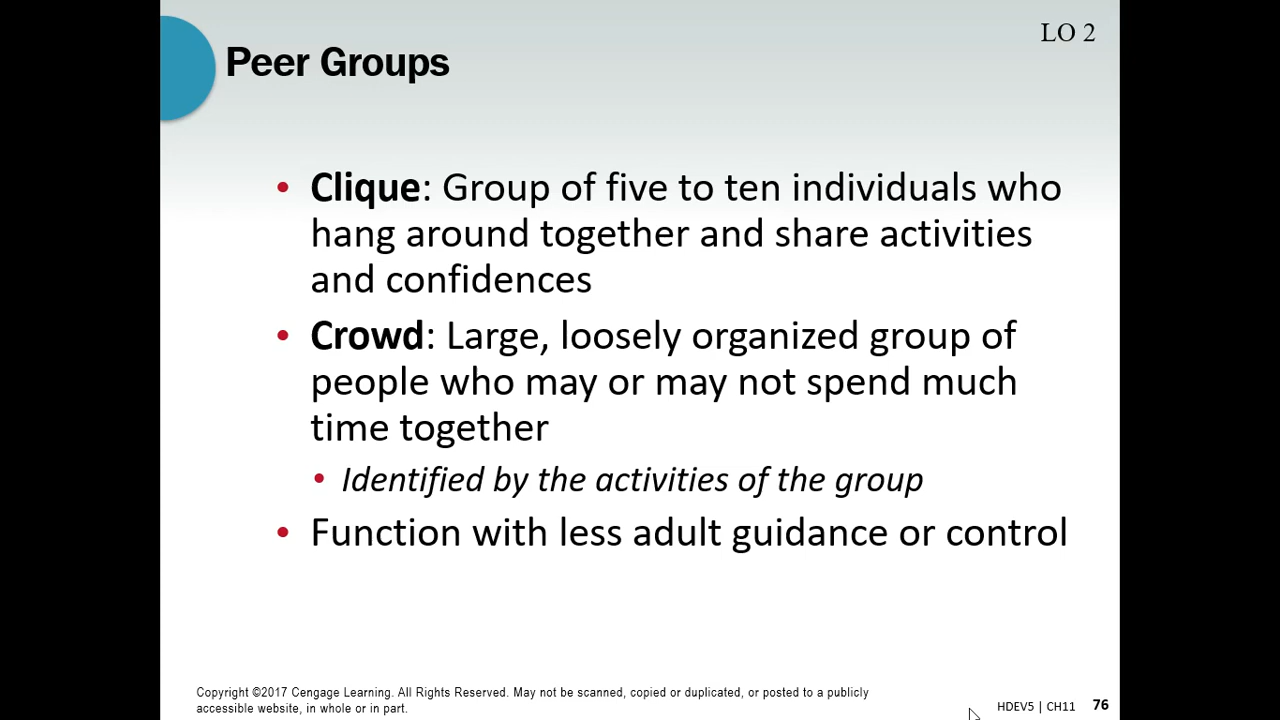 LO 2
Peer Groups
• Clique: Group of five to ten individuals who
hang around together and share activities
and confidences
• Crowd: Large, loosely organized group of
people who may or may not spend much
time together
• Identified by the activities of the group
• Function with less adult guidance or control
Copyright ©2017 Cengage Learning. All Rights Reserved. May not be scanned, copied or duplicated, or posted to a publicly
accessible website, in whole or in part.
HDEV5 | CH11 76